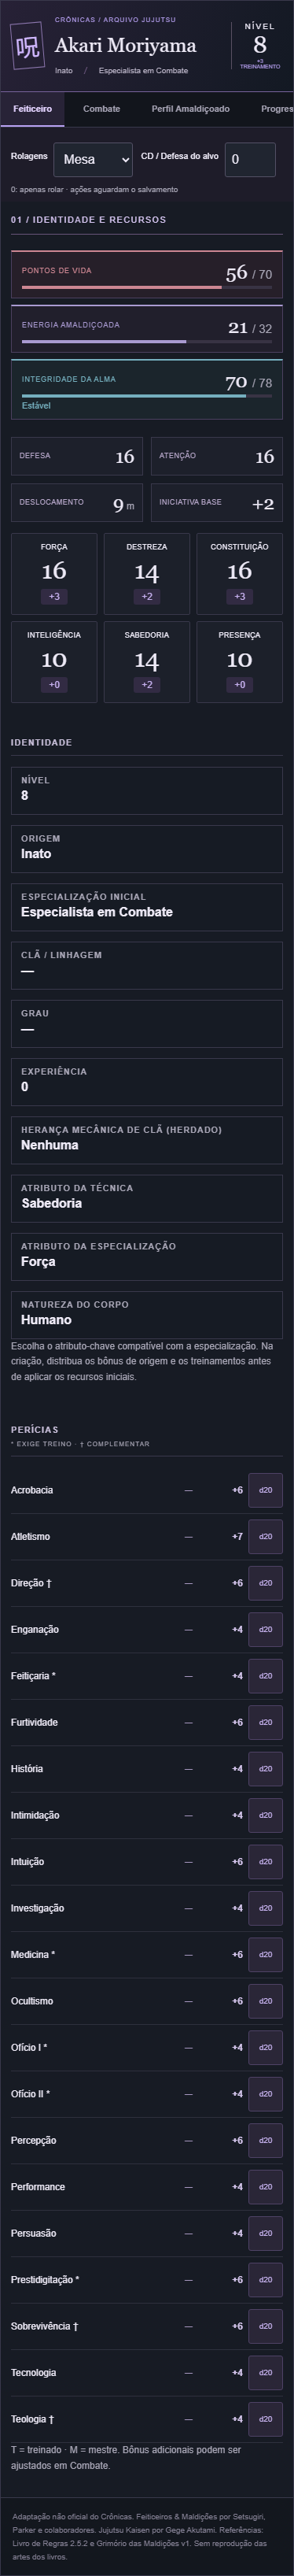 呪
CRÔNICAS / ARQUIVO JUJUTSU
Akari Moriyama
Inato / Especialista em Combate
NÍVEL
8
+3
TREINAMENTO
Feiticeiro Combate Perfil Amaldiçoado Progres
Rolagens Mesa CD / Defesa do alvo 0
0: apenas rolar · ações aguardam o salvamento
01 / IDENTIDADE E RECURSOS
PONTOS DE VIDA 56 / 70
ENERGIA AMALDIÇOADA 21 / 32
INTEGRIDADE DA ALMA 70 / 78
Estável
DEFESA 16 ATENÇÃO 16
DESLOCAMENTO 9 m INICIATIVA BASE +2
FORÇA DESTREZA CONSTITUIÇÃO
16 14 16
+3 +2 +3
INTELIGÊNCIA SABEDORIA PRESENÇA
10 14 10
+0 +2 +0
IDENTIDADE
NÍVEL
8
ORIGEM
Inato
ESPECIALIZAÇÃO INICIAL
Especialista em Combate
CLÃ / LINHAGEM
—
GRAU
—
EXPERIÊNCIA
0
HERANÇA MECÂNICA DE CLÃ (HERDADO)
Nenhuma
ATRIBUTO DA TÉCNICA
Sabedoria
ATRIBUTO DA ESPECIALIZAÇÃO
Força
NATUREZA DO CORPO
Humano
Escolha o atributo-chave compatível com a especialização. Na
criação, distribua os bônus de origem e os treinamentos antes
de aplicar os recursos iniciais.
PERÍCIAS
* EXIGE TREINO · † COMPLEMENTAR
Acrobacia — +6 d20
Atletismo — +7 d20
Direção † — +6 d20
Enganação — +4 d20
Feitiçaria * — +4 d20
Furtividade — +6 d20
História — +4 d20
Intimidação — +4 d20
Intuição — +6 d20
Investigação — +4 d20
Medicina * — +6 d20
Ocultismo — +6 d20
Ofício I * — +4 d20
Ofício II * — +4 d20
Percepção — +6 d20
Performance — +4 d20
Persuasão — +4 d20
Prestidigitação * — +6 d20
Sobrevivência † — +6 d20
Tecnologia — +4 d20
Teologia † — +4 d20
T = treinado · M = mestre. Bônus adicionais podem ser
ajustados em Combate.
Adaptação não oficial do Crônicas. Feiticeiros & Maldições por Setsugiri,
Parker e colaboradores. Jujutsu Kaisen por Gege Akutami. Referências:
Livro de Regras 2.5.2 e Grimório das Maldições v1. Sem reprodução das
artes dos livros.